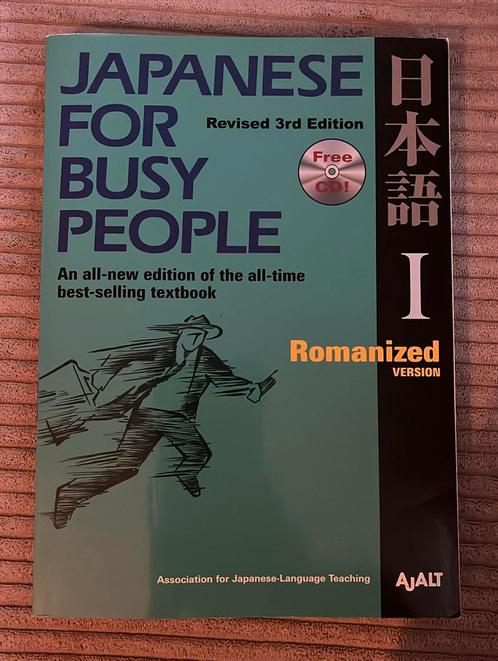 JAPANESE
FOR
BUSY
PEOPLE
Revised 3rd Edition
Free
CD!
An all-new edition of the all-time
best-selling textbook
日本語
I
Romanized
VERSION
Association for Japanese-Language Teaching
AJALT